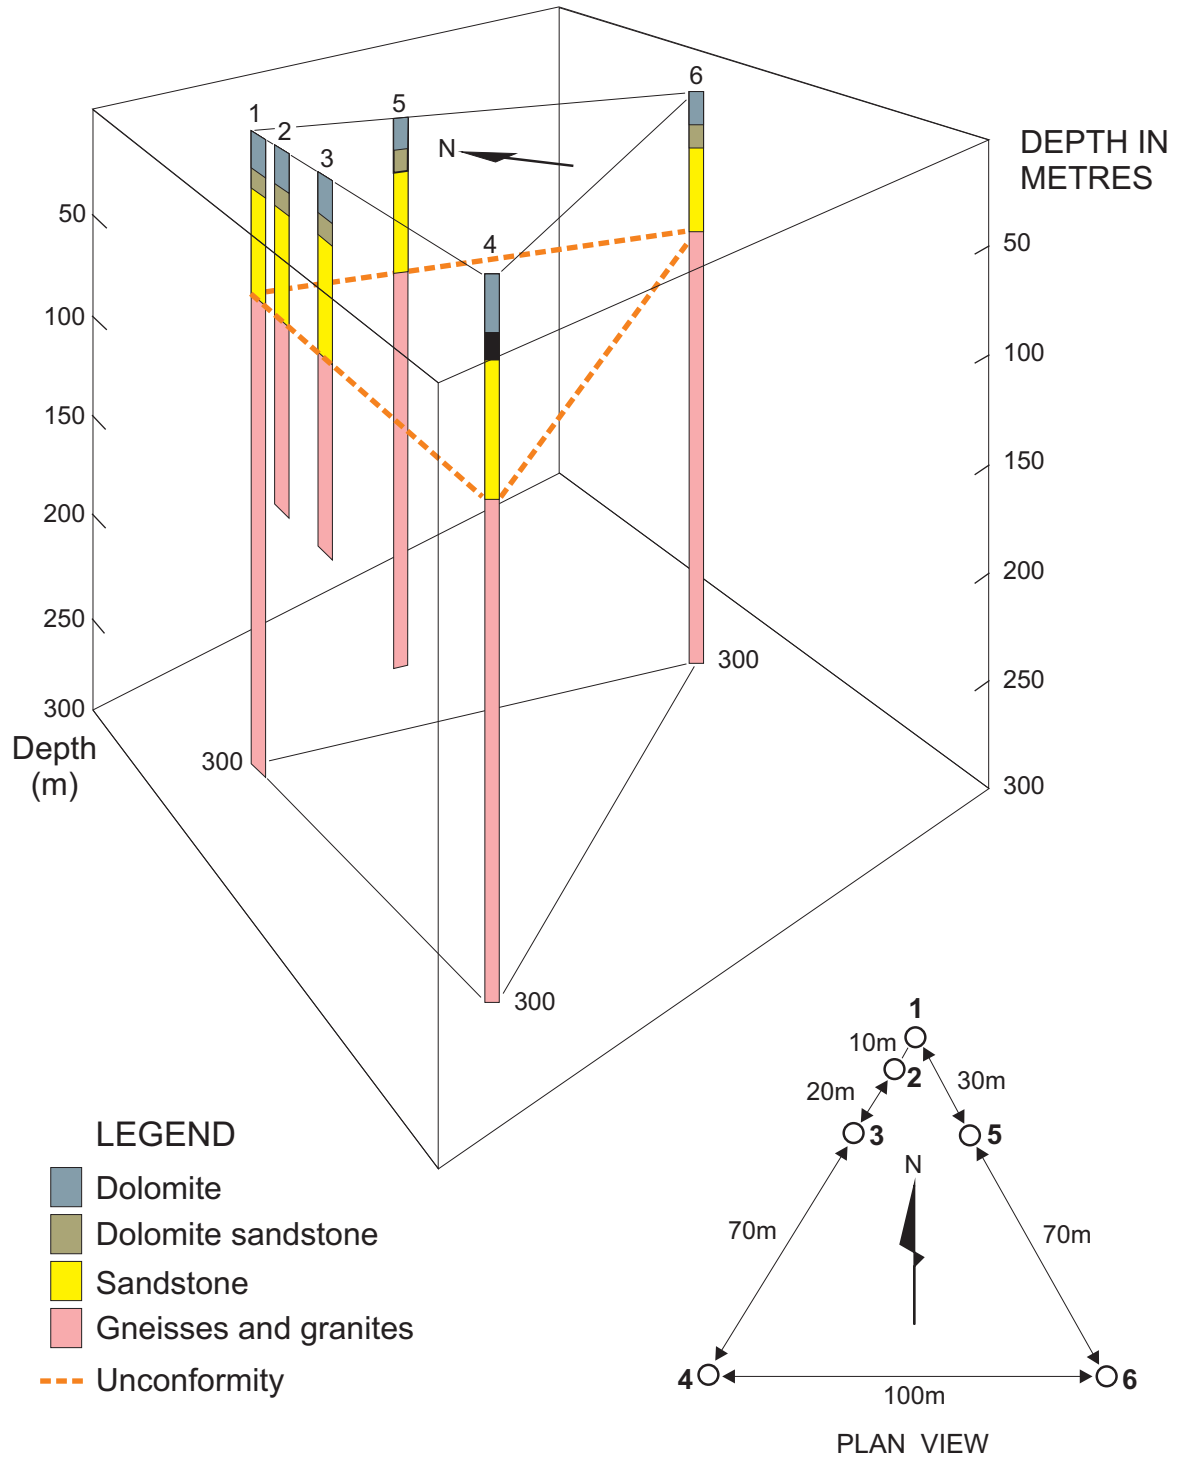 6
5
1
2
3
N
4
DEPTH IN
METRES
50
100
150
200
250
300
Depth
(m)
50
100
150
200
250
300
300
300
300
1
10m
2
20m
30m
3
5
N
70m
70m
4
6
100m
PLAN VIEW
LEGEND
Dolomite
Dolomite sandstone
Sandstone
Gneisses and granites
Unconformity